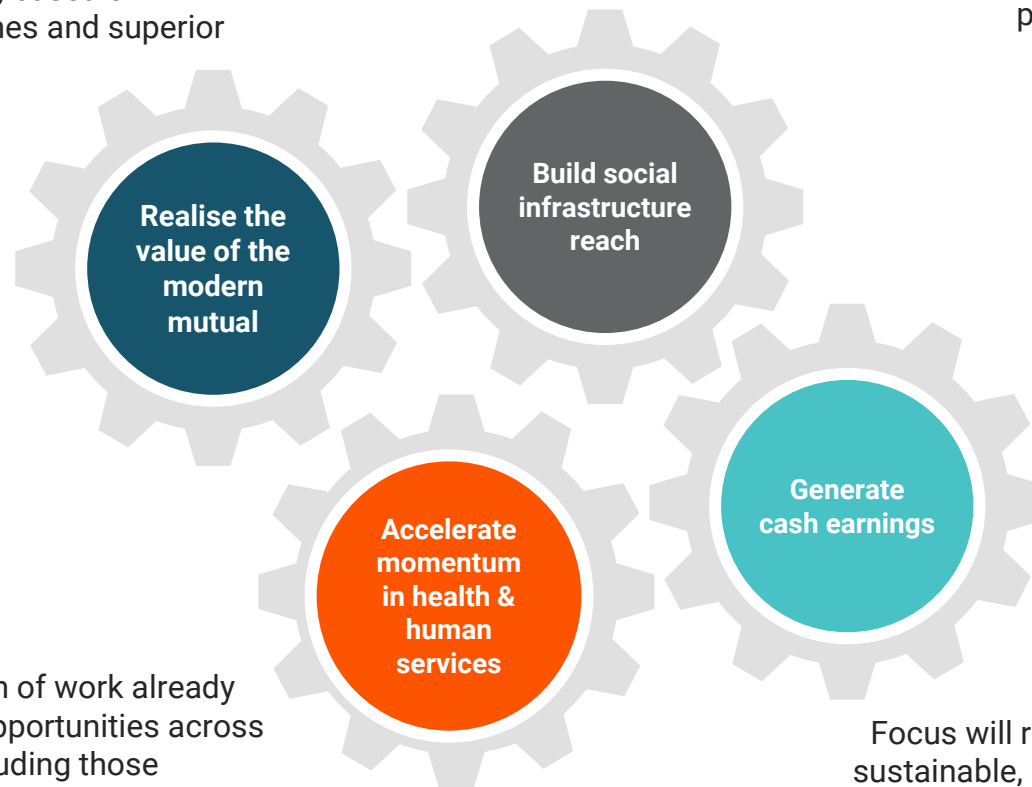 nes and superior
p
Realise the
value of the
modern
mutual
Build social
infrastructure
reach
Generate
cash earnings
Accelerate
momentum
in health &
human
services
n of work already
pportunities across
uding those
Focus will r
sustainable,